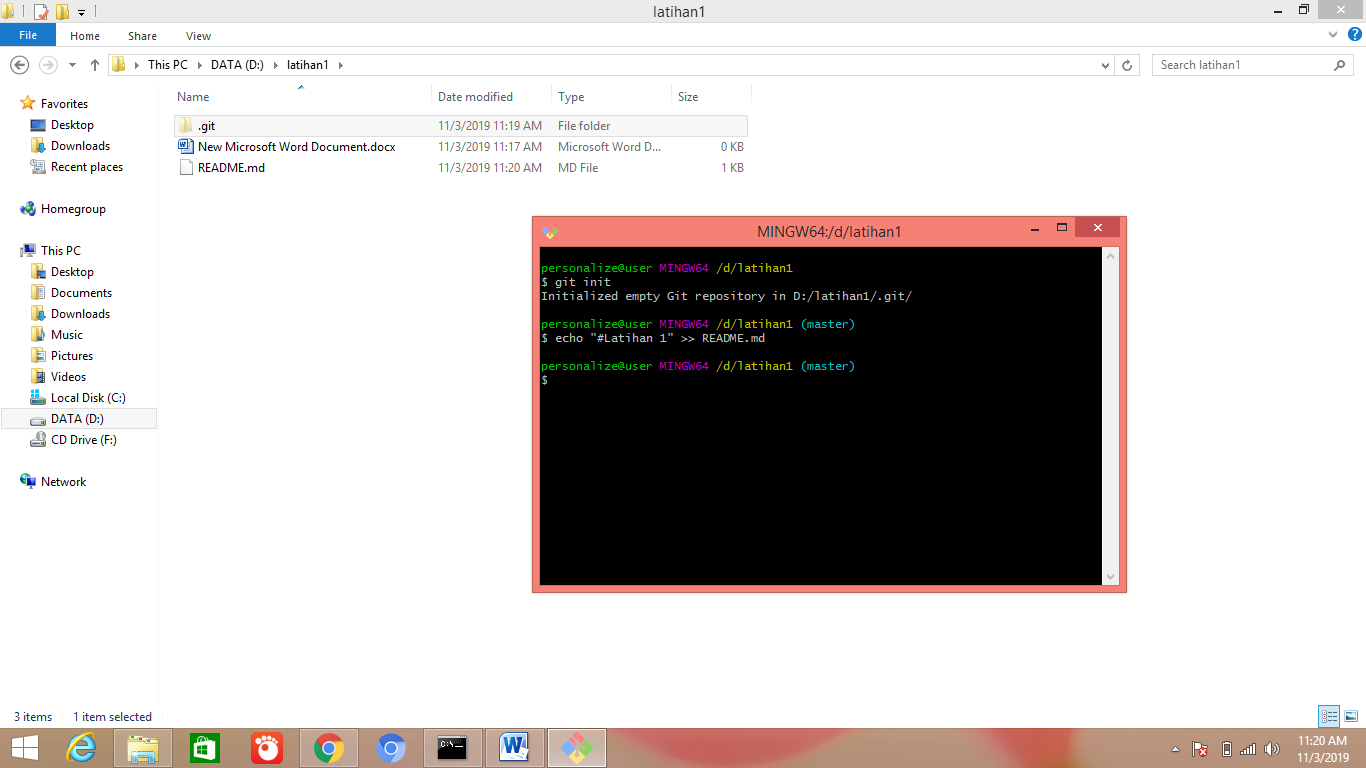 latihan1
File Home Share View
This PC DATA (D:) latihan1
Search latihan1
Name Date modified Type Size
.git 11/3/2019 11:19 AM File folder
New Microsoft Word Document.docx 11/3/2019 11:17 AM Microsoft Word D... 0 KB
README.md 11/3/2019 11:20 AM MD File 1 KB
Favorites
Desktop
Downloads
Recent places
Homegroup
This PC
Desktop
Documents
Downloads
Music
Pictures
Videos
Local Disk (C:)
DATA (D:)
CD Drive (F:)
Network
MINGW64:/d/latihan1
personalize@user MINGW64 /d/latihan1
$ git init
Initialized empty Git repository in D:/latihan1/.git/
personalize@user MINGW64 /d/latihan1 (master)
$ echo "#Latihan 1" >> README.md
personalize@user MINGW64 /d/latihan1 (master)
$
3 items 1 item selected
11:20 AM
11/3/2019